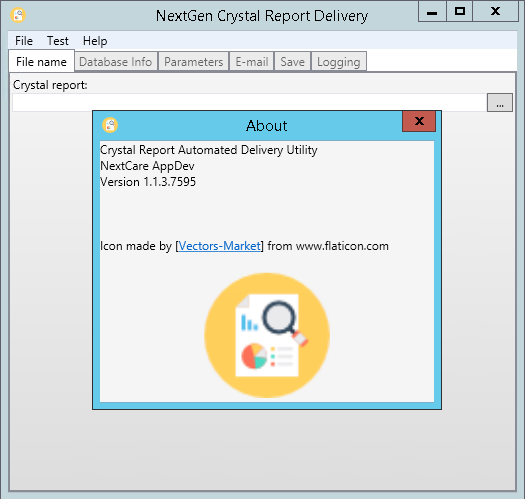 NextGen Crystal Report Delivery
File Test Help
File name Database Info Parameters E-mail Save Logging
Crystal report:
...
About
Crystal Report Automated Delivery Utility
NextCare AppDev
Version 1.1.3.7595
Icon made by [Vectors-Market] from www.flaticon.com